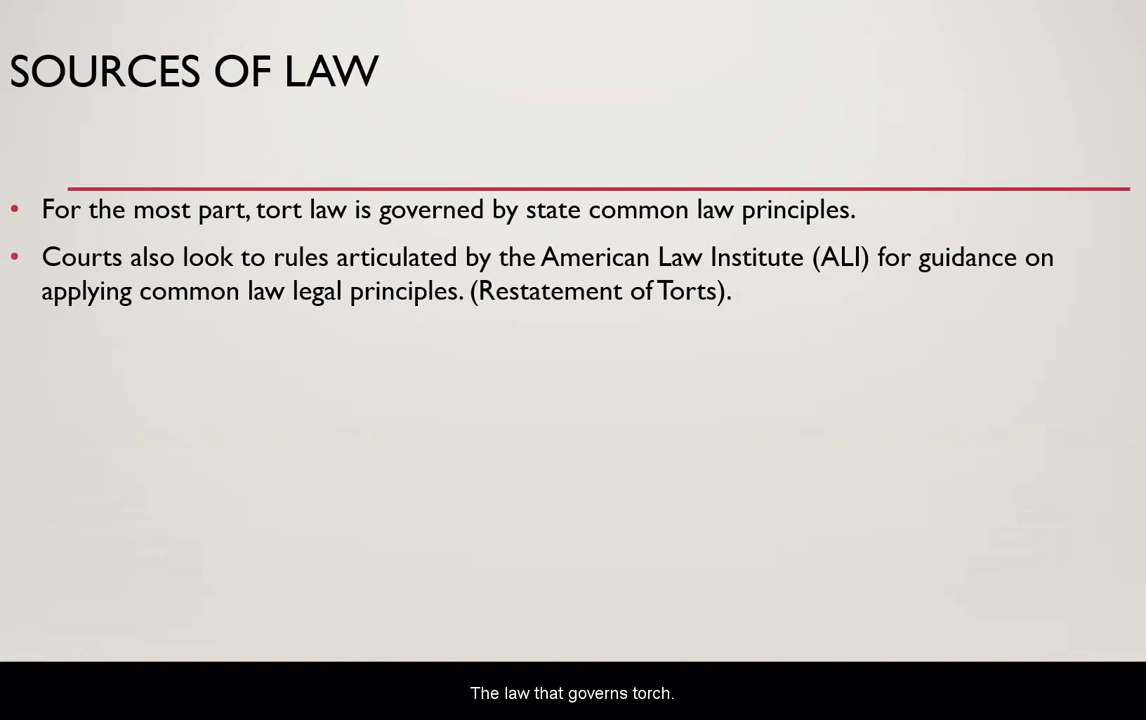 SOURCES OF LAW
• For the most part, tort law is governed by state common law principles.
• Courts also look to rules articulated by the American Law Institute (ALI) for guidance on
applying common law legal principles. (Restatement of Torts).
The law that governs torch.